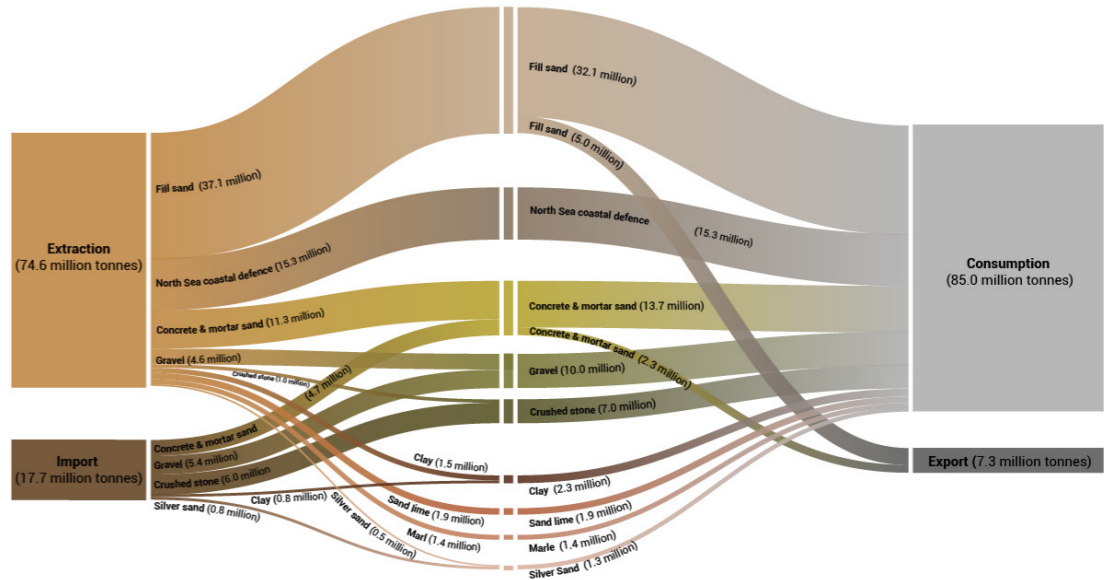 Extraction
(74.6 million tonnes)
Import
(17.7 million tonnes)
Fill sand (37.1 million)
North Sea coastal defence (15.3 million)
Concrete & mortar sand (11.3 million)
Gravel (4.6 million)
Crushed stone (1.0 million)
Concrete & mortar sand (4.7 million)
Gravel (5.4 million)
Crushed stone (6.0 million
Clay (1.5 million)
Clay (0.8 million)
Silver sand (0.8 million)
Sand lime (1.9 million)
Marl (1.4 million)
Silver sand (0.5 million)
Fill sand (32.1 million)
Fill sand (5.0 million)
North Sea coastal defence (15.3 million)
Concrete & mortar sand (13.7 million)
Concrete & mortar sand (2.3 million)
Gravel (10.0 million)
Crushed stone (7.0 million)
Clay (2.3 million)
Sand lime (1.9 million)
Marle (1.4 million)
Silver Sand (1.3 million)
Consumption
(85.0 million tonnes)
Export (7.3 million tonnes)